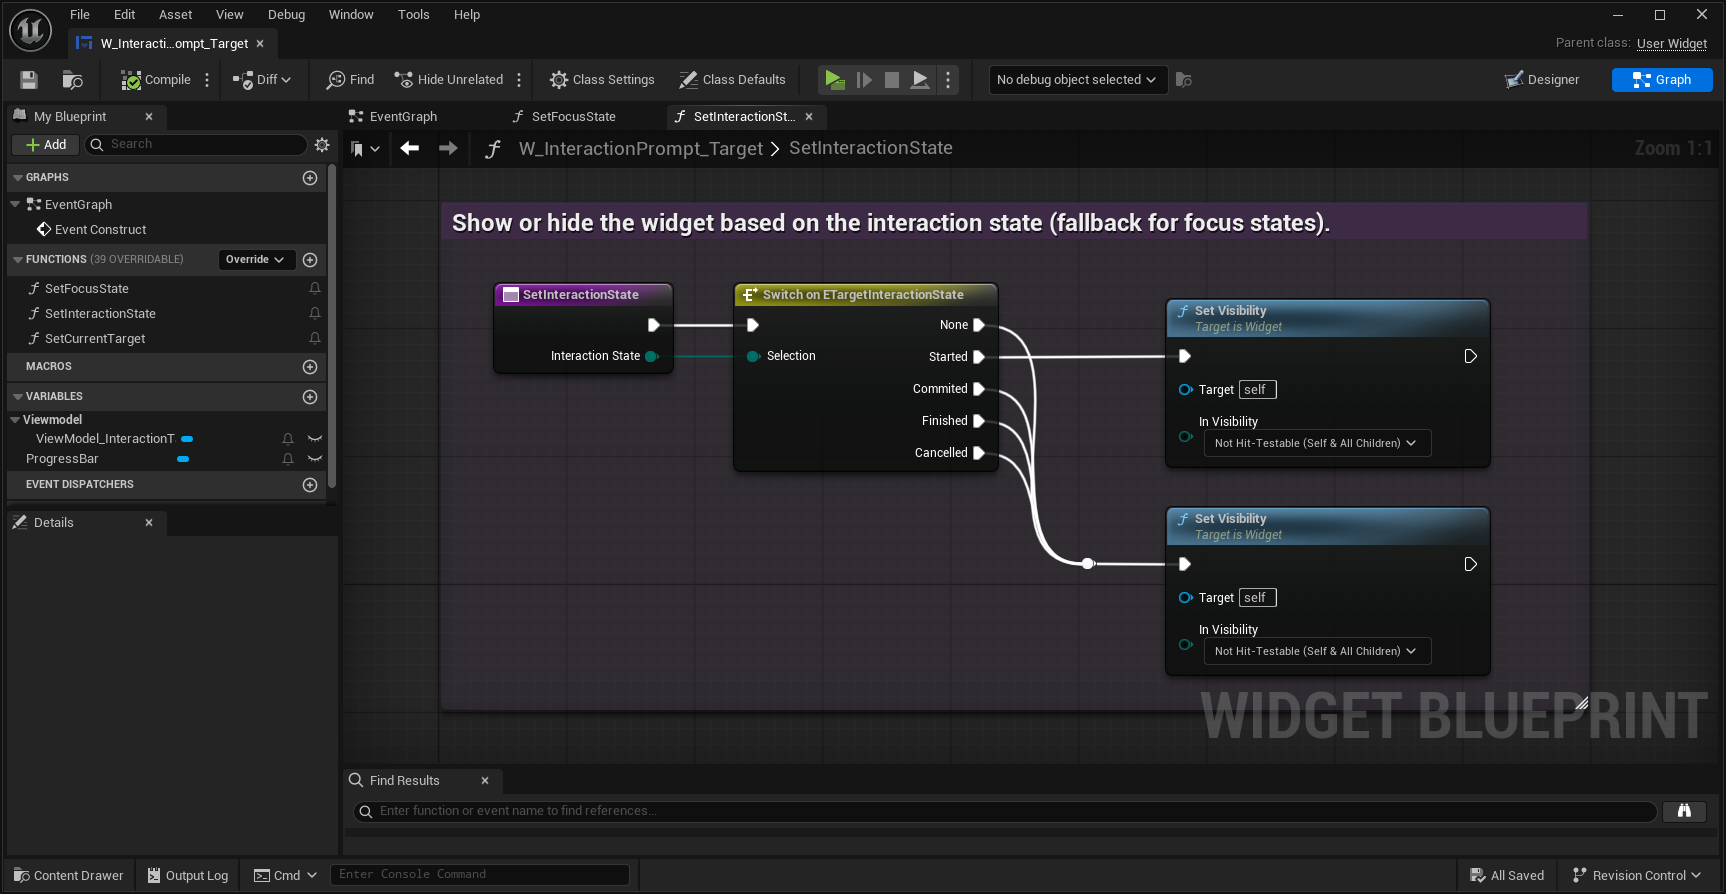 File Edit Asset View Debug Window Tools Help
W_Interacti...ompt_Target
Parent class: User Widget
Compile Diff Find Hide Unrelated Class Settings Class Defaults No debug object selected Designer Graph
My Blueprint
EventGraph SetFocusState SetInteractionSt...
Add Search
W_InteractionPrompt_Target > SetInteractionState
Zoom 1:1
GRAPHS
EventGraph
Event Construct
FUNCTIONS (39 OVERRIDABLE) Override
SetFocusState
SetInteractionState
SetCurrentTarget
MACROS
VARIABLES
Viewmodel
ViewModel_InteractionT
ProgressBar
EVENT DISPATCHERS
Details
Show or hide the widget based on the interaction state (fallback for focus states).
SetInteractionState
Interaction State
Switch on ETargetInteractionState
None
Selection
Started
Commited
Finished
Cancelled
Set Visibility
Target is Widget
Target self
In Visibility
Not Hit-Testable (Self & All Children)
Set Visibility
Target is Widget
Target self
In Visibility
Not Hit-Testable (Self & All Children)
WIDGET BLUEPRINT
Find Results
Enter function or event name to find references...
Content Drawer Output Log Cmd Enter Console Command All Saved Revision Control